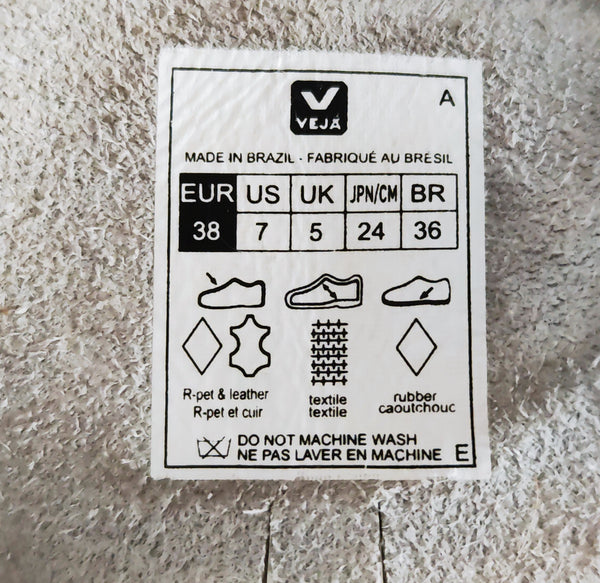 V
VEJA
A
MADE IN BRAZIL - FABRIQUÉ AU BRESIL
EUR US UK JPN/CM BR
38 7 5 24 36
R-pet & leather
R-pet et cuir
textile
textile
rubber
caoutchouc
DO NOT MACHINE WASH
NE PAS LAVER EN MACHINE
E